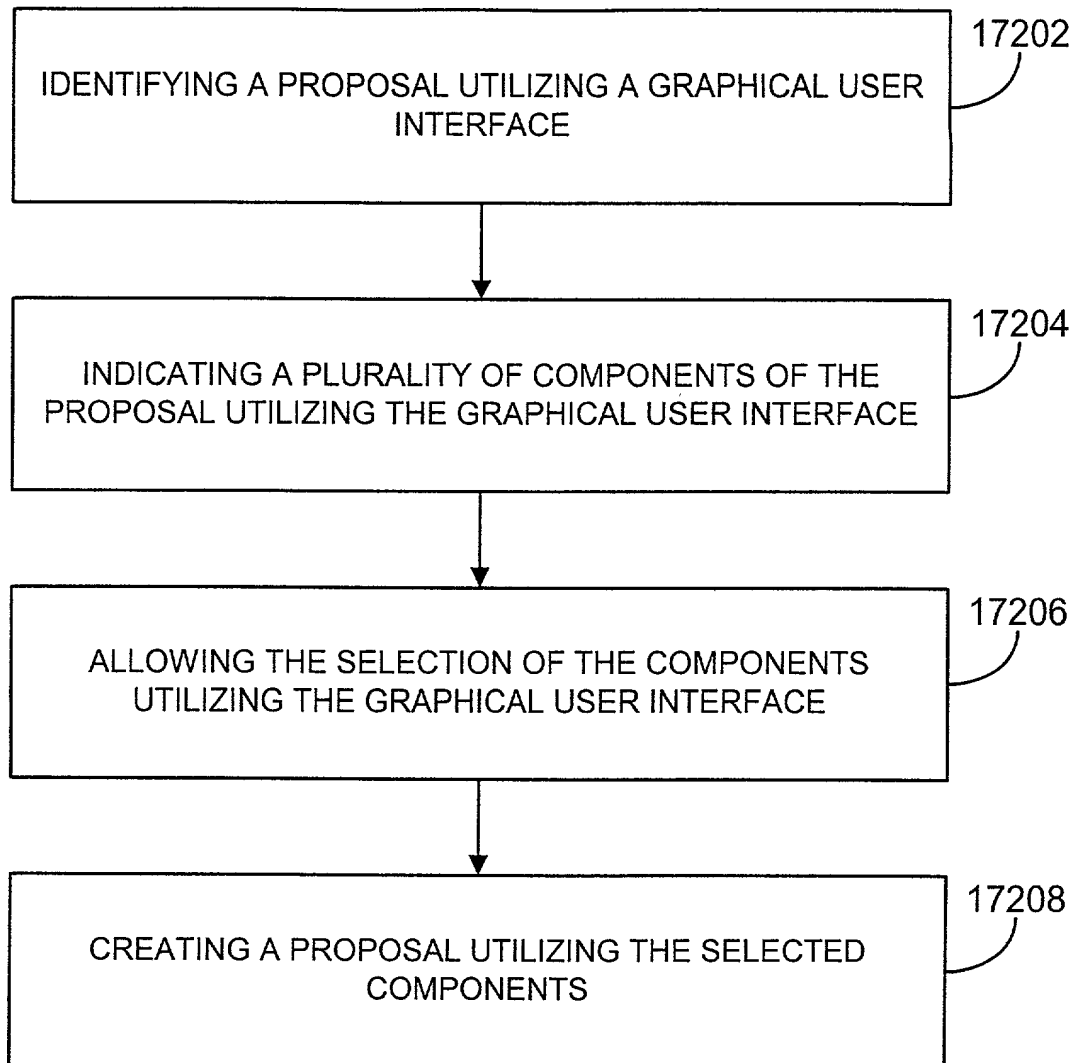 17202
IDENTIFYING A PROPOSAL UTILIZING A GRAPHICAL USER
INTERFACE
17204
INDICATING A PLURALITY OF COMPONENTS OF THE
PROPOSAL UTILIZING THE GRAPHICAL USER INTERFACE
17206
ALLOWING THE SELECTION OF THE COMPONENTS
UTILIZING THE GRAPHICAL USER INTERFACE
17208
CREATING A PROPOSAL UTILIZING THE SELECTED
COMPONENTS